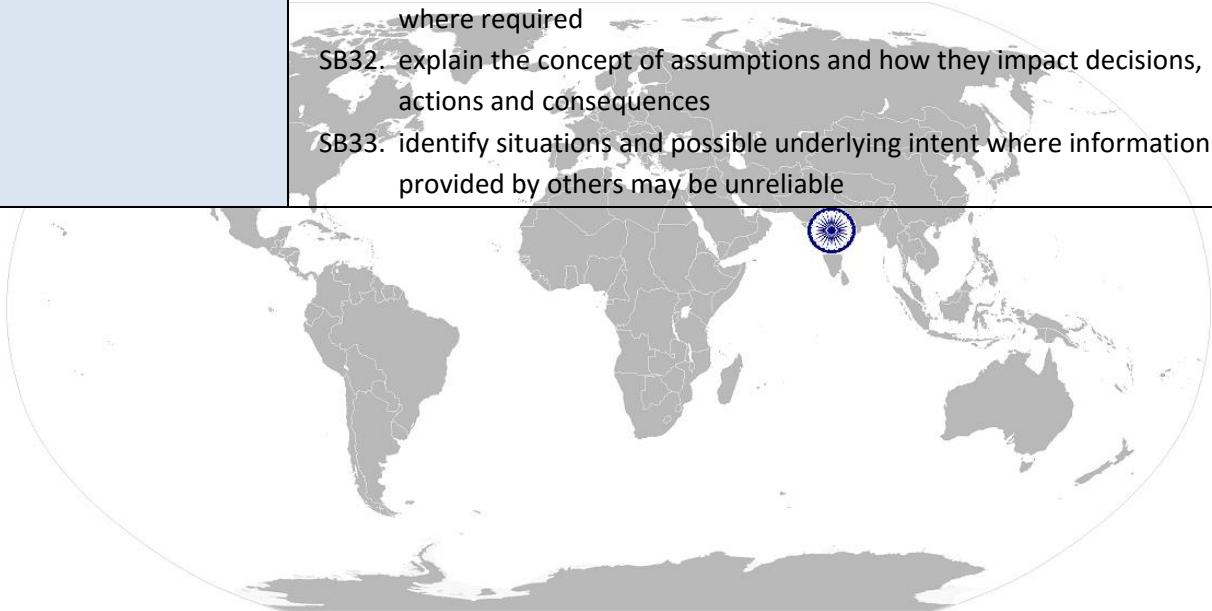 where required
SB32. explain the concept of assumptions and how they impact decisions,
actions and consequences
SB33. identify situations and possible underlying intent where information
provided by others may be unreliable